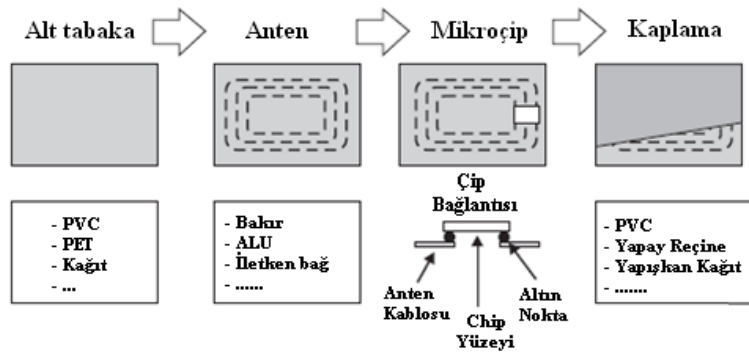 Alt tabaka
Anten
Mikroçip
Kaplama
- PVC
- PET
- Kağıt
- ...
- Bakır
- ALU
- İletken bağ
- ......
Çip
Bağlantısı
Anten
Kablosu
Chip
Yüzeyi
Altın
Nokta
- PVC
- Yapay Reçine
- Yapışkan Kağıt
- .......